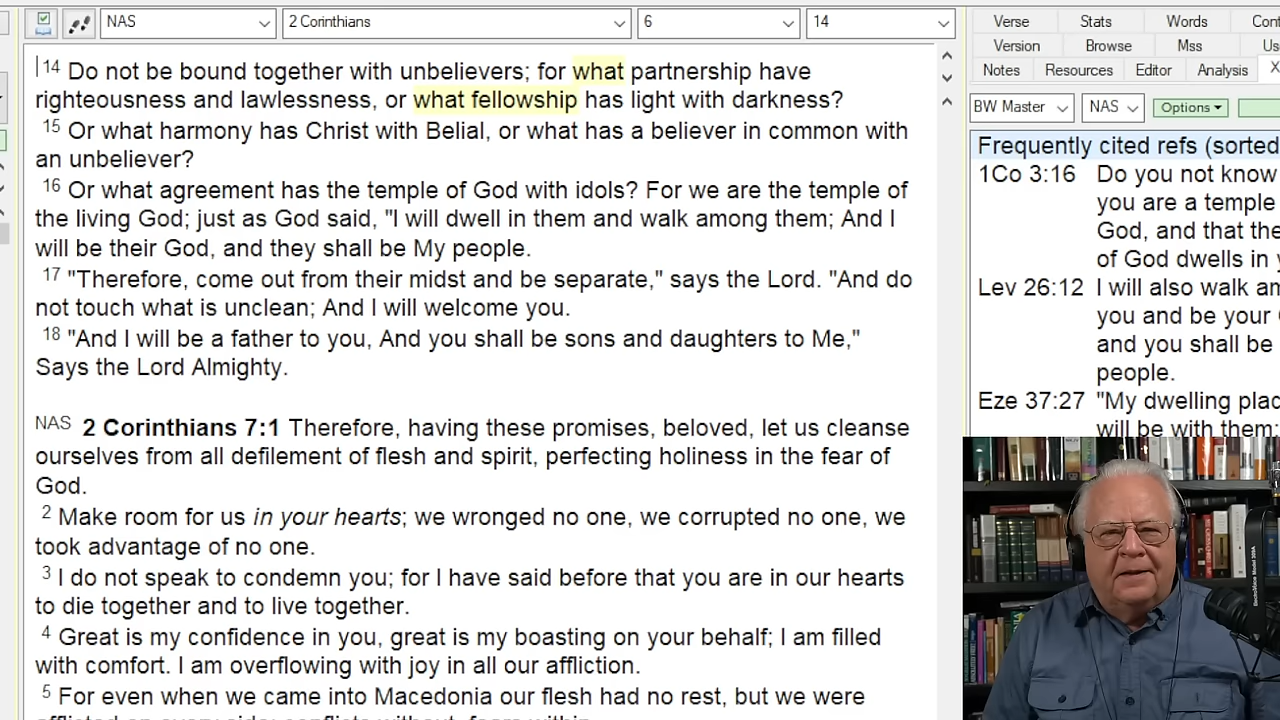 NAS 2 Corinthians 6 14
14 Do not be bound together with unbelievers; for what partnership have
righteousness and lawlessness, or what fellowship has light with darkness?
15 Or what harmony has Christ with Belial, or what has a believer in common with
an unbeliever?
16 Or what agreement has the temple of God with idols? For we are the temple of
the living God; just as God said, "I will dwell in them and walk among them; And I
will be their God, and they shall be My people.
17 "Therefore, come out from their midst and be separate," says the Lord. "And do
not touch what is unclean; And I will welcome you.
18 "And I will be a father to you, And you shall be sons and daughters to Me,"
Says the Lord Almighty.
NAS 2 Corinthians 7:1 Therefore, having these promises, beloved, let us cleanse
ourselves from all defilement of flesh and spirit, perfecting holiness in the fear of
God.
2 Make room for us in your hearts; we wronged no one, we corrupted no one, we
took advantage of no one.
3 I do not speak to condemn you; for I have said before that you are in our hearts
to die together and to live together.
4 Great is my confidence in you, great is my boasting on your behalf; I am filled
with comfort. I am overflowing with joy in all our affliction.
5 For even when we came into Macedonia our flesh had no rest, but we were
Verse Stats Words
Version Browse Mss
Notes Resources Editor Analysis
BW Master NAS Options
Frequently cited refs (sorted
1Co 3:16 Do you not know
you are a temple
God, and that the
of God dwells in
Lev 26:12 I will also walk
you and be your
and you shall be
people.
Eze 37:27 "My dwelling
will be with them;